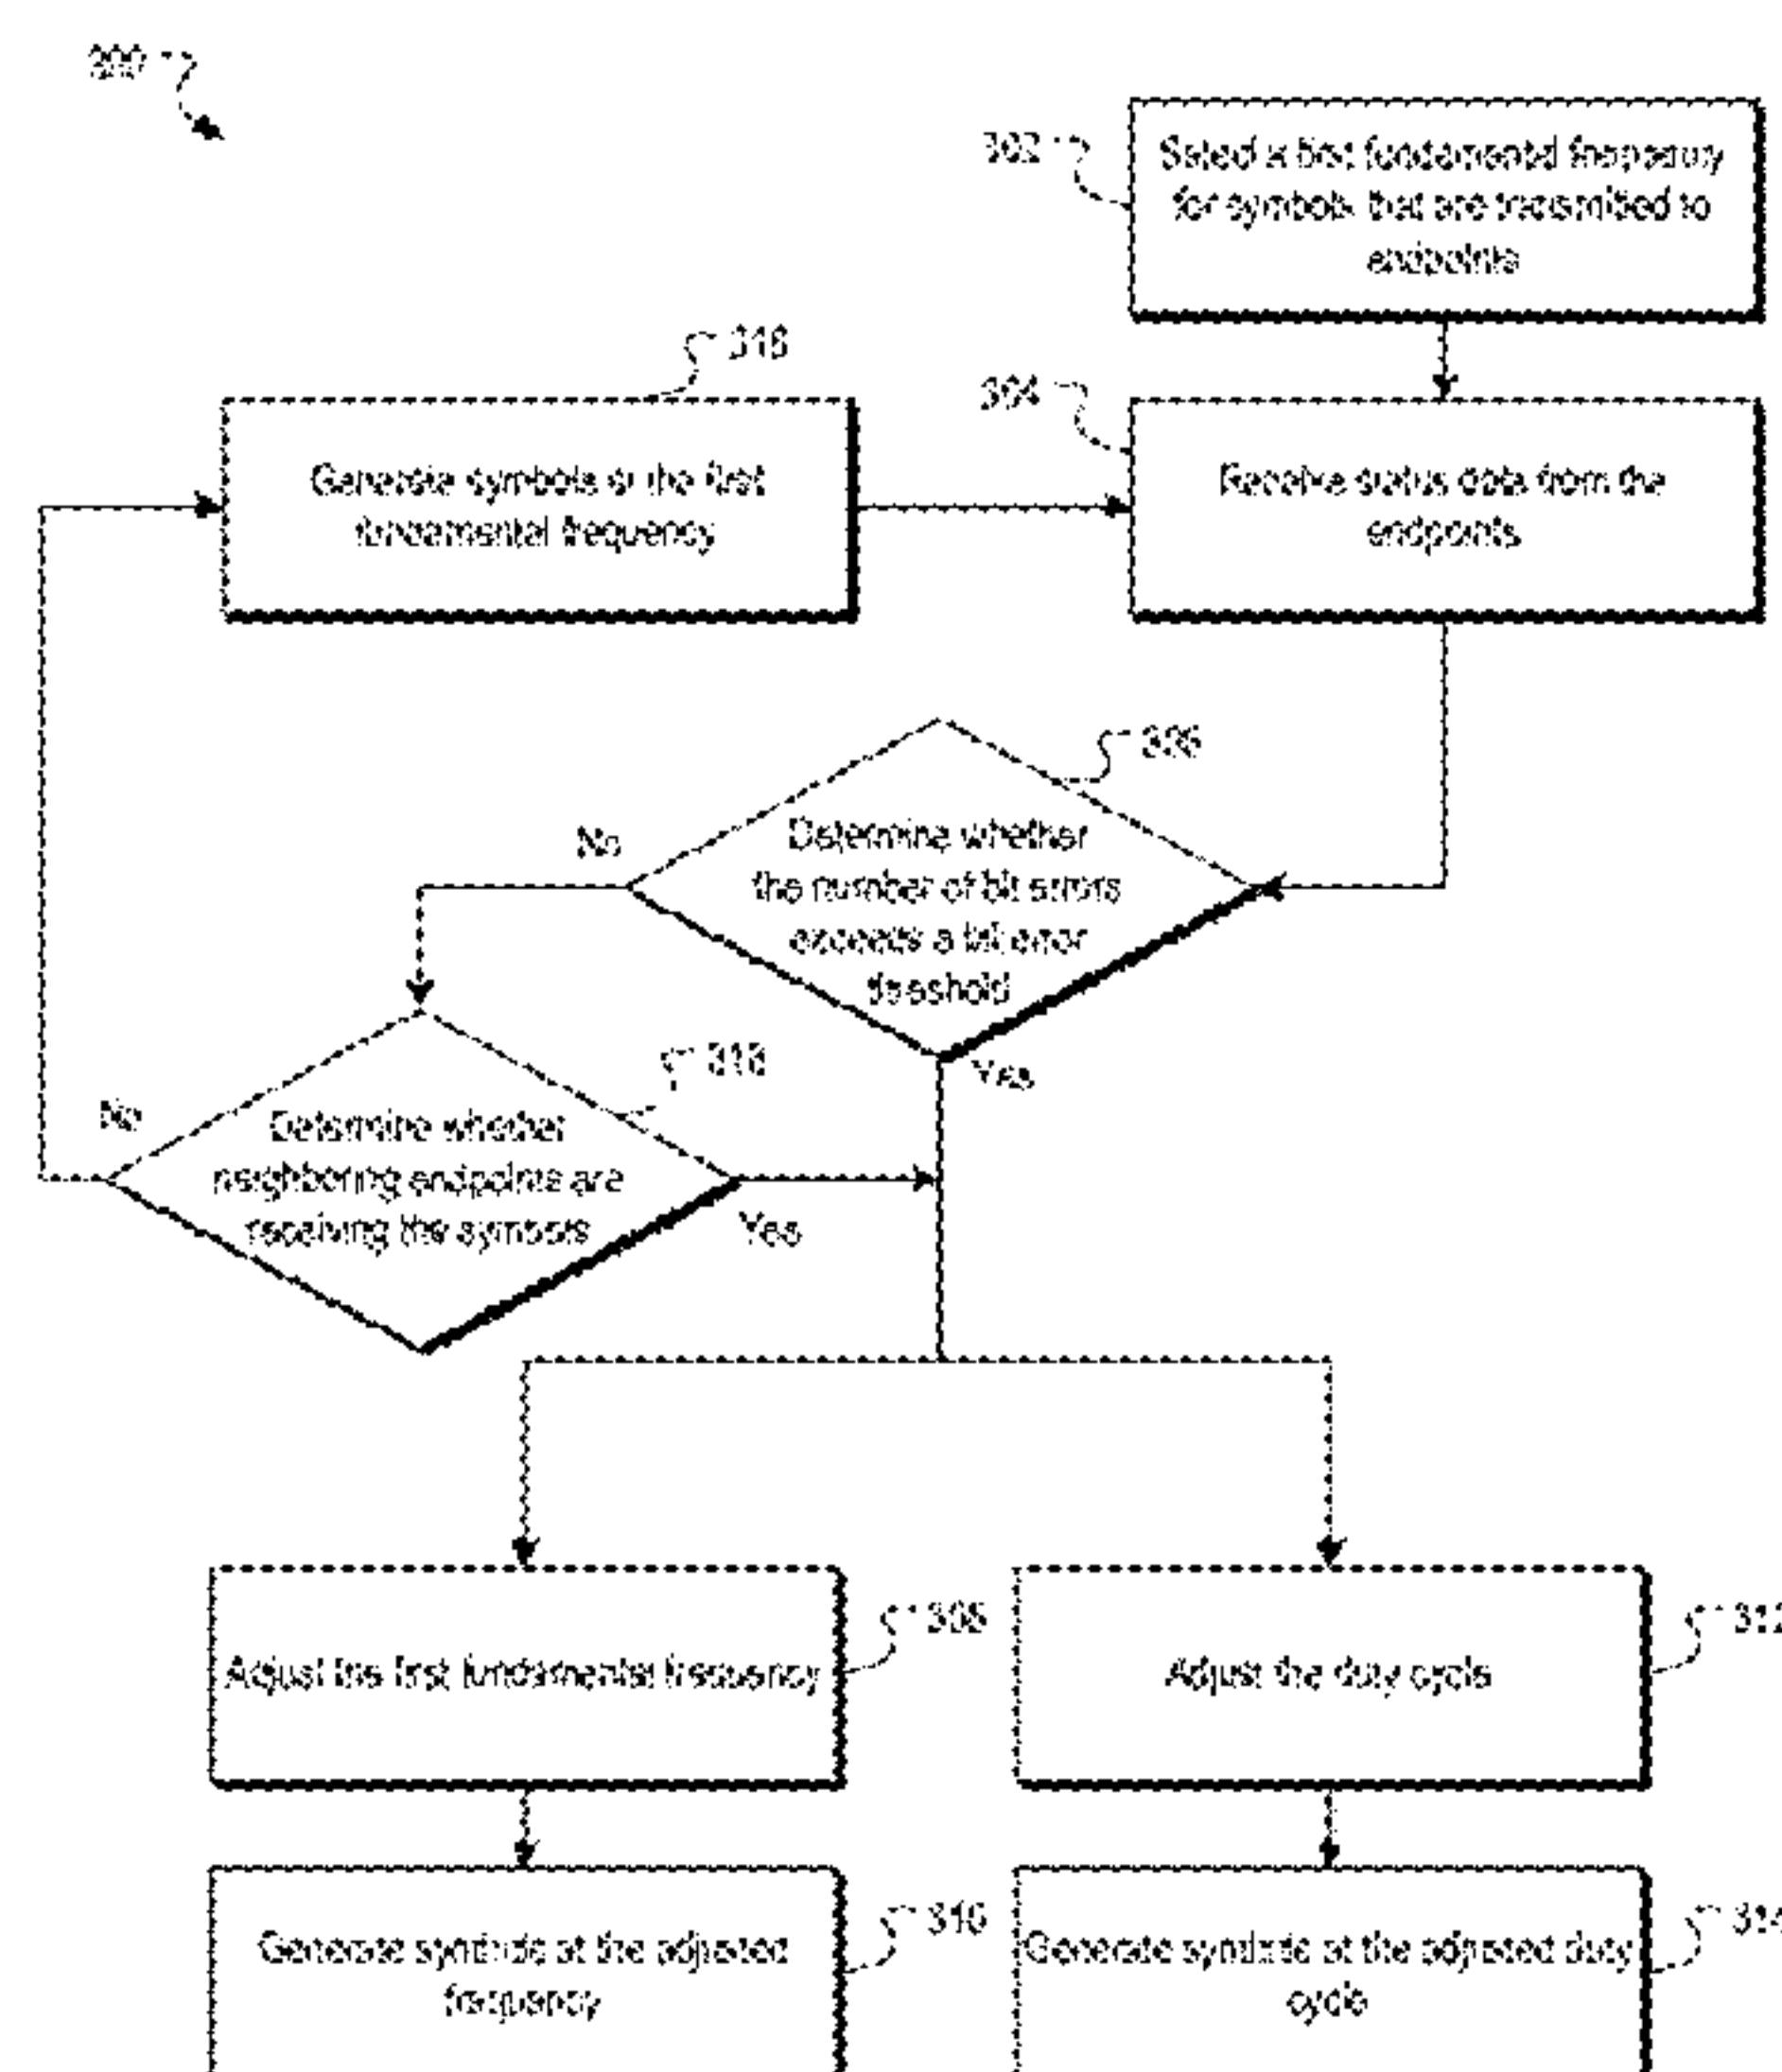 300
302
Select a first fundamental frequency
for symbols that are transmitted to
endpoints
304
Receive status data from the
endpoints
Generate symbols at the first
fundamental frequency
306
Determine whether
the number of bit errors
exceeds a bit error
threshold
No
Yes
Determine whether
neighboring endpoints are
receiving the symbols
No
Yes
308
Adjust the first fundamental frequency
312
Adjust the duty cycle
310
Generate symbols at the adjusted
frequency
Generate symbols at the adjusted duty
cycle